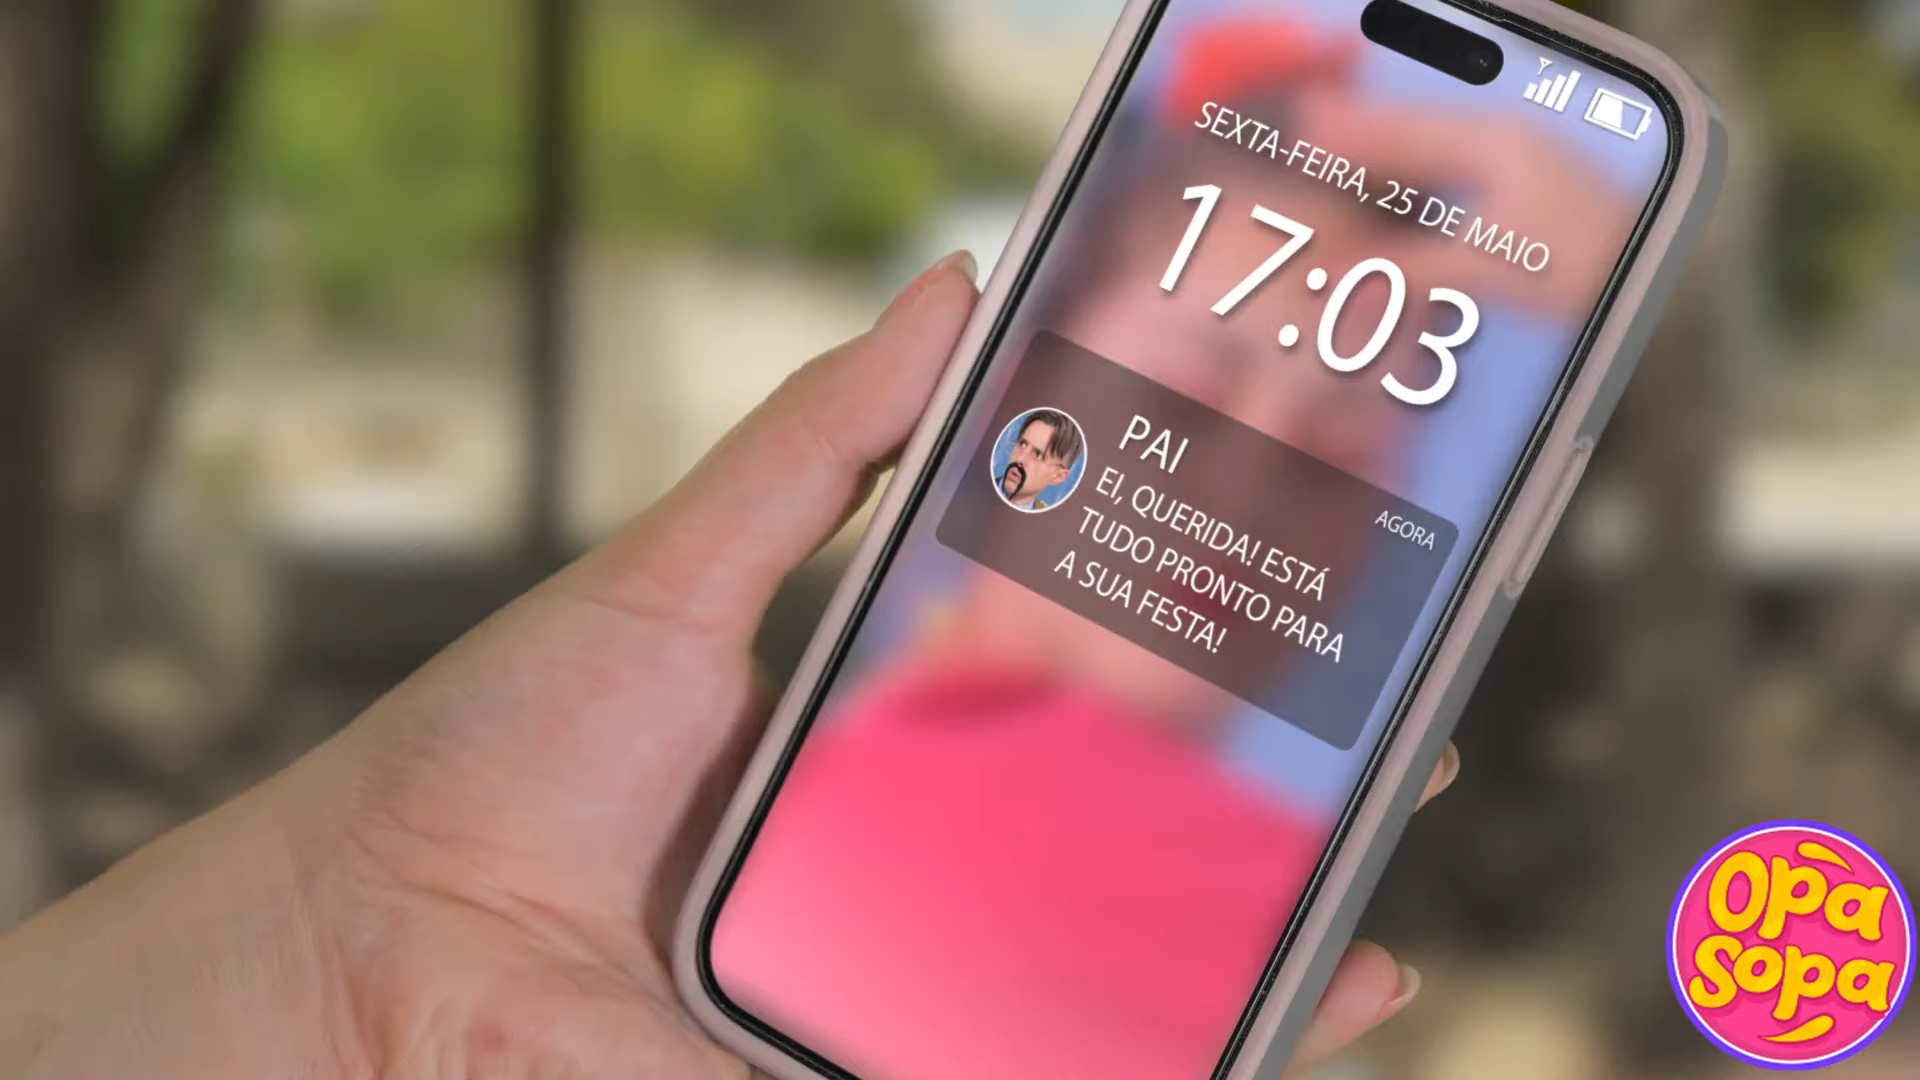 SEXTA-FEIRA, 25 DE MAIO
17:03
PAI
AGORA
EI, QUERIDA! ESTÁ
TUDO PRONTO PARA
A SUA FESTA!
Opa
Sopa